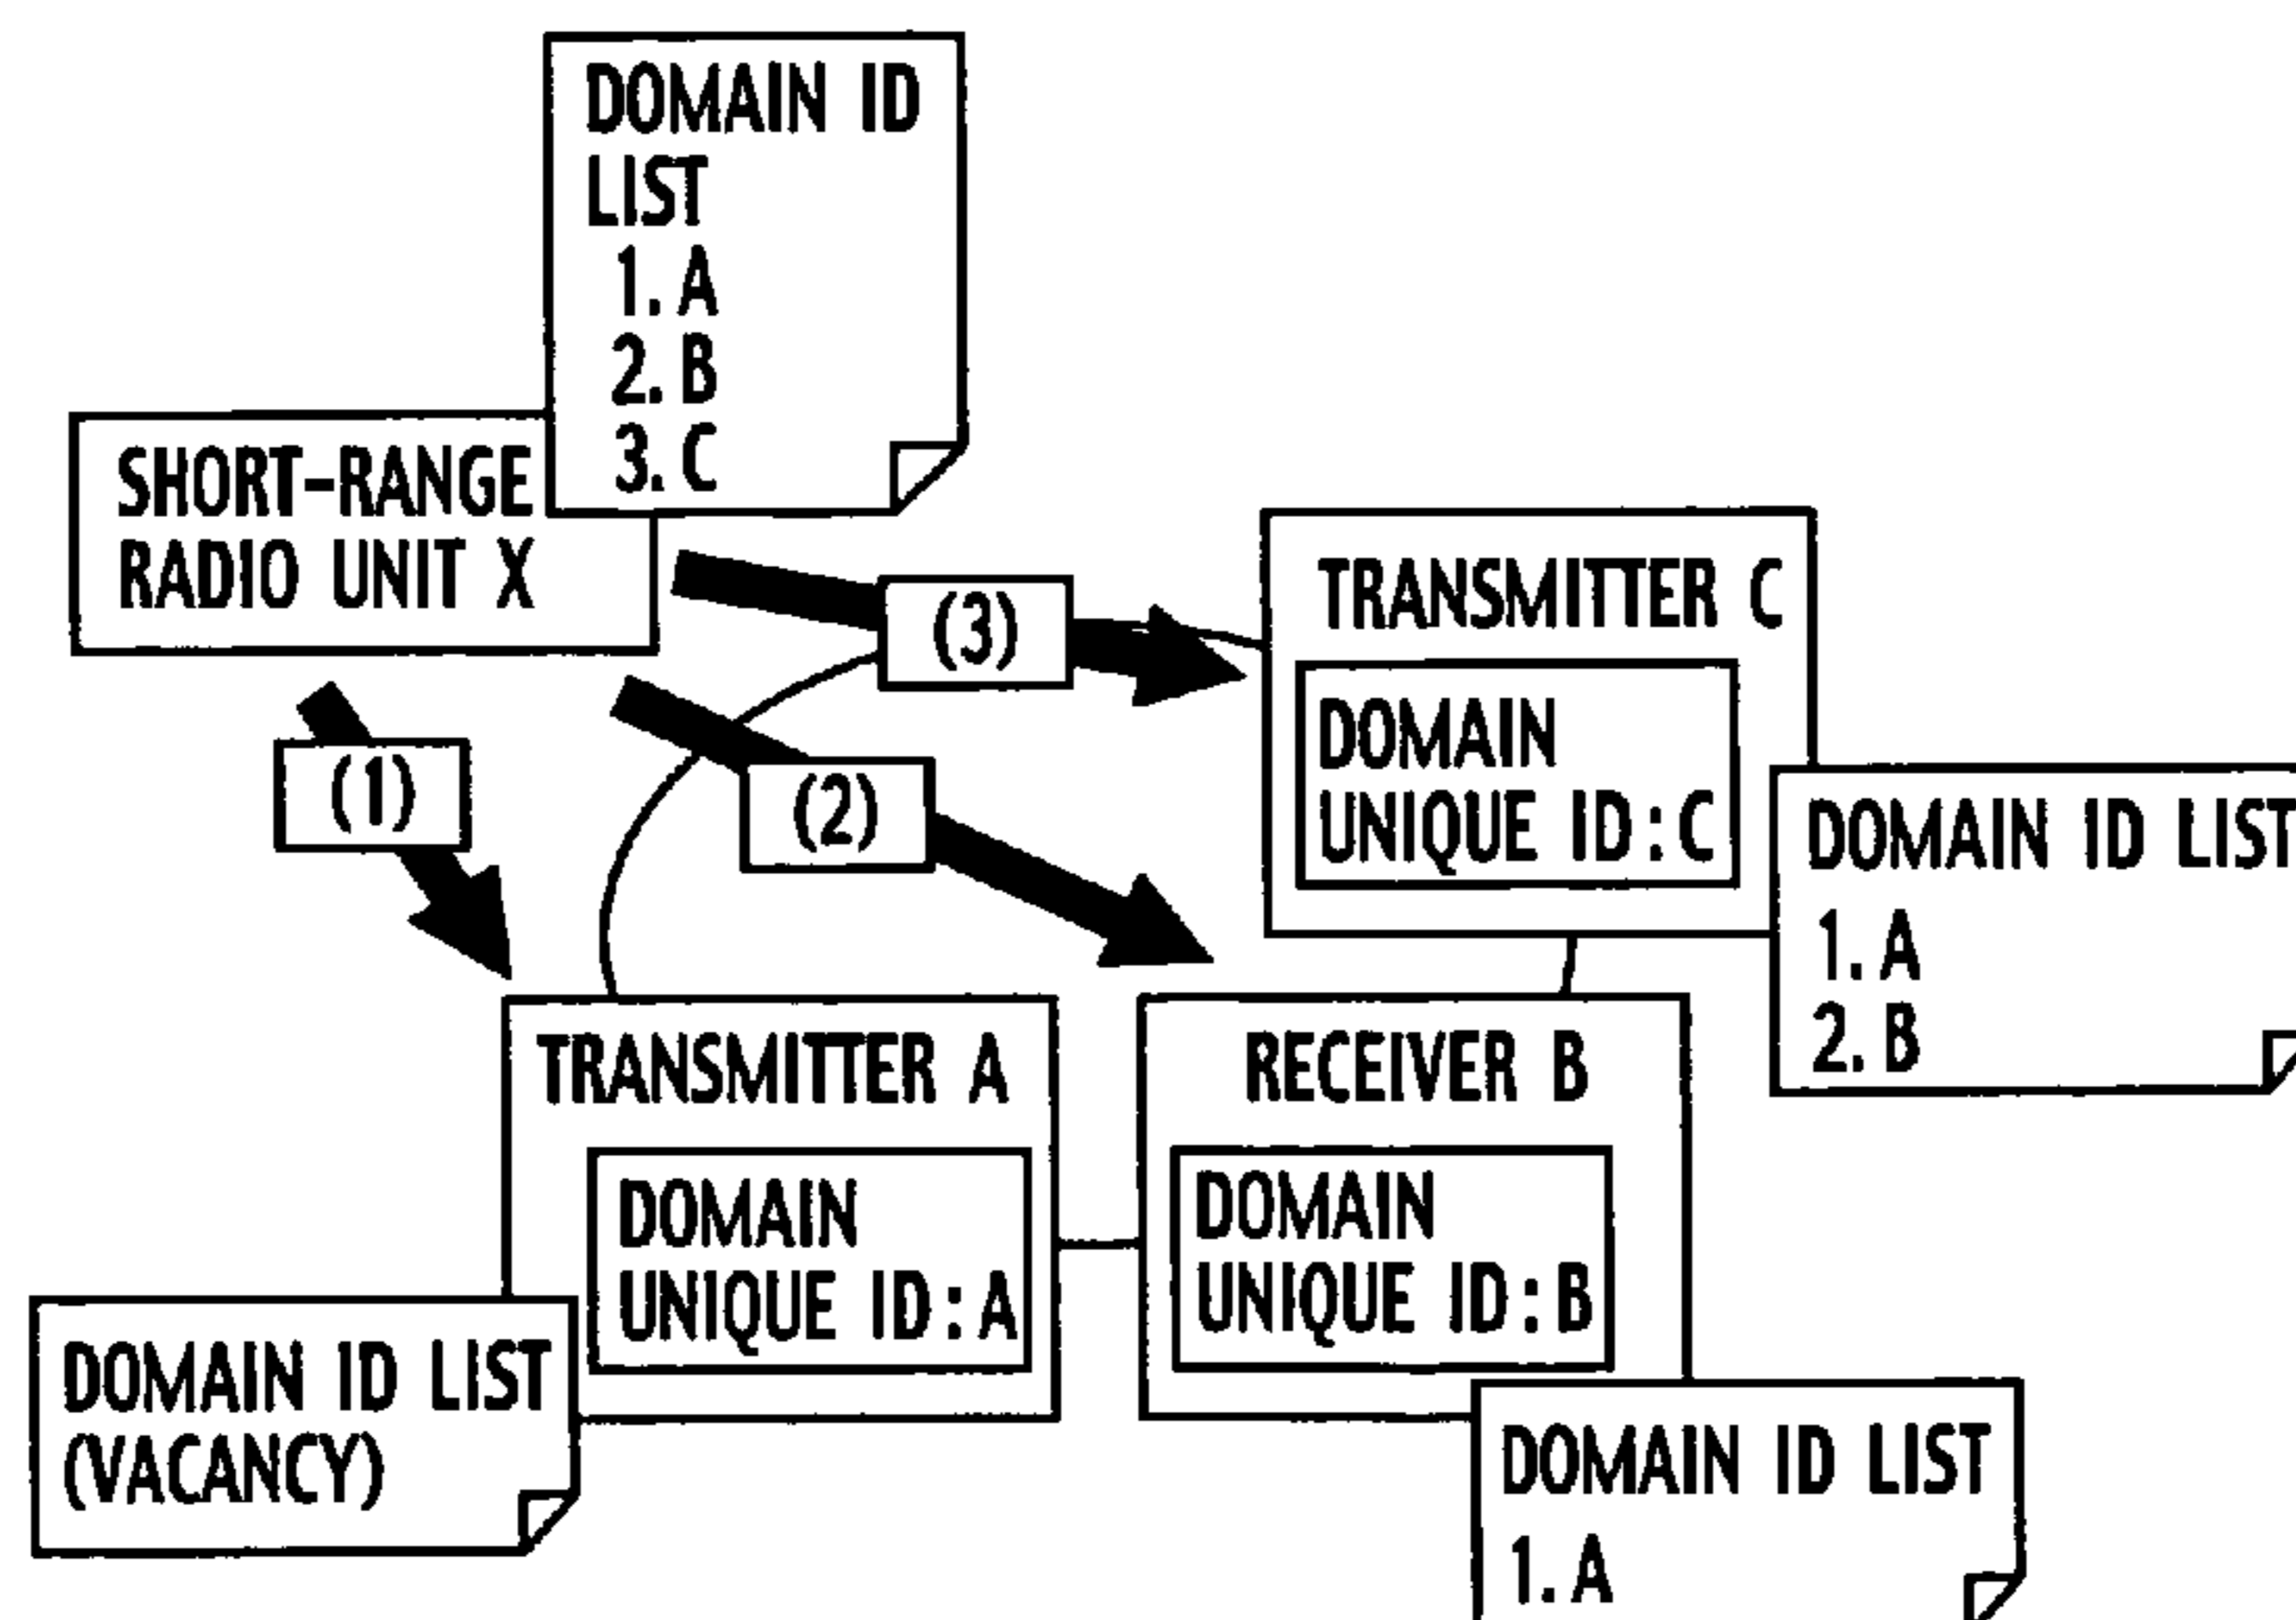 DOMAIN ID
LIST
1. A
2. B
3. C
SHORT-RANGE
RADIO UNIT X
(3)
TRANSMITTER C
DOMAIN
UNIQUE ID:C
(1)
(2)
DOMAIN ID LIST
1. A
2. B
TRANSMITTER A
DOMAIN
UNIQUE ID:A
RECEIVER B
DOMAIN
UNIQUE ID:B
DOMAIN ID LIST
(VACANCY)
DOMAIN ID LIST
1. A